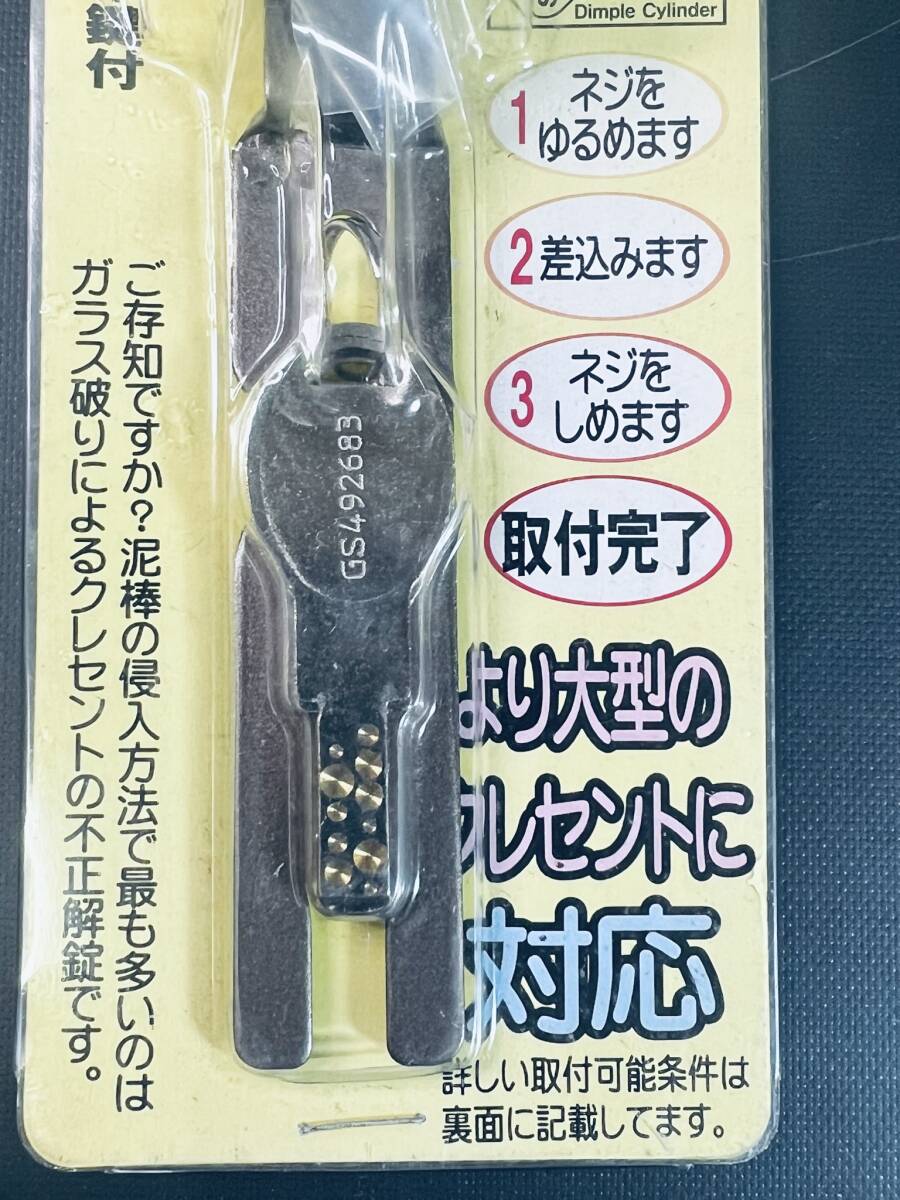 Dimple Cylinder
1 ネジを
ゆるめます
2 差込みます
3 ネジを
しめます
取付完了
より大型の
クレセントに
対応
詳しい取付可能条件は
裏面に記載してます。
鍵付
ご存知ですか?泥棒の侵入方法で最も多いのは
ガラス破りによるクレセントの不正解錠です。
GS492683